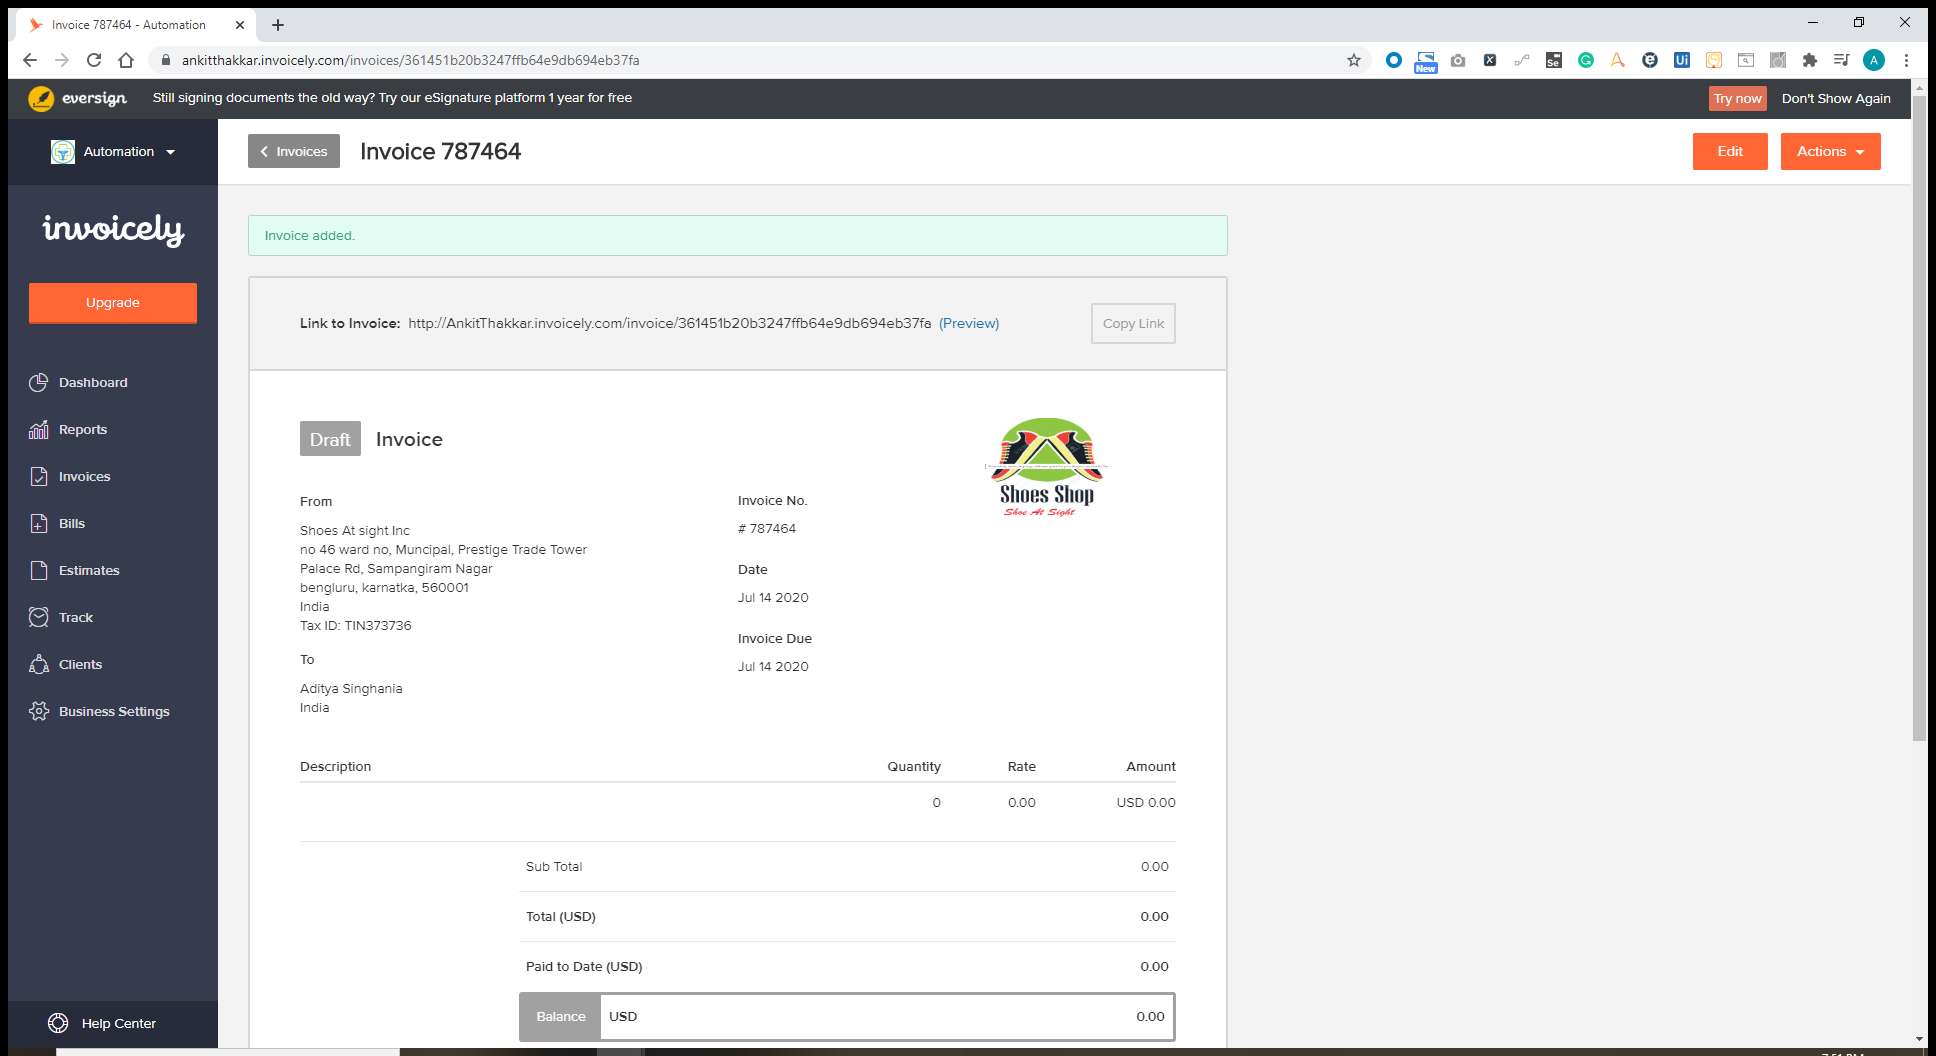 Invoice 787464 - Automation
ankitthakkar.invoicely.com/invoices/361451b20b3247ffb64e9db694eb37fa
New
Se
G
Ui
A
eversign
Still signing documents the old way? Try our eSignature platform 1 year for free
Try now
Don't Show Again
Automation
Invoices
Invoice 787464
Edit
Actions
invoicely
Upgrade
Dashboard
Reports
Invoices
Bills
Estimates
Track
Clients
Business Settings
Help Center
Invoice added.
Link to Invoice: http://AnkitThakkar.invoicely.com/invoice/361451b20b3247ffb64e9db694eb37fa (Preview)
Copy Link
Draft
Invoice
Shoes Shop
Shoe At Sight
From
Shoes At sight Inc
no 46 ward no, Muncipal, Prestige Trade Tower
Palace Rd, Sampangiram Nagar
bengluru, karnatka, 560001
India
Tax ID: TIN373736
To
Aditya Singhania
India
Invoice No.
# 787464
Date
Jul 14 2020
Invoice Due
Jul 14 2020
Description Quantity Rate Amount
0 0.00 USD 0.00
Sub Total 0.00
Total (USD) 0.00
Paid to Date (USD) 0.00
Balance USD 0.00